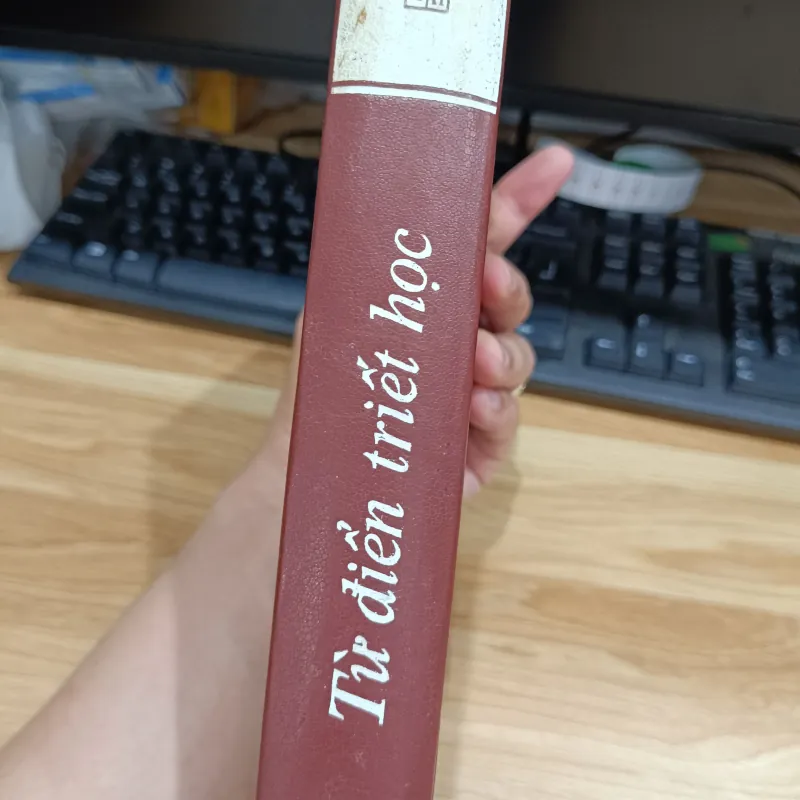 Từ điển triết học